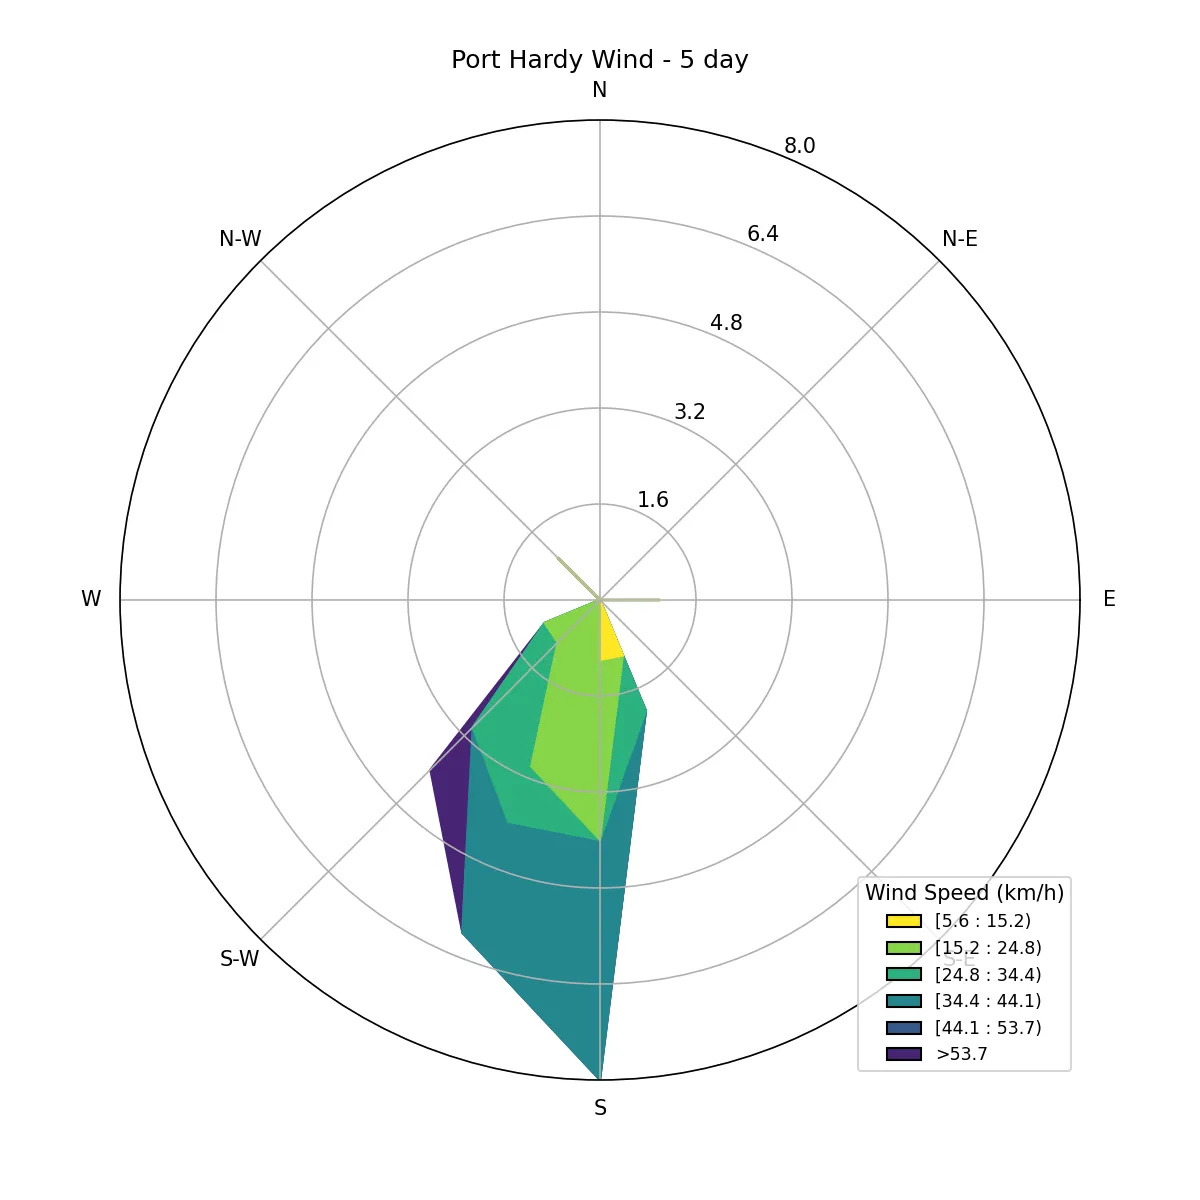 Port Hardy Wind - 5 day
N
8.0
N-W
N-E
6.4
4.8
3.2
1.6
W
E
Wind Speed (km/h)
[5.6 : 15.2)
[15.2 : 24.8)
S-W
S-E
[24.8 : 34.4)
[34.4 : 44.1)
[44.1 : 53.7)
>53.7
S